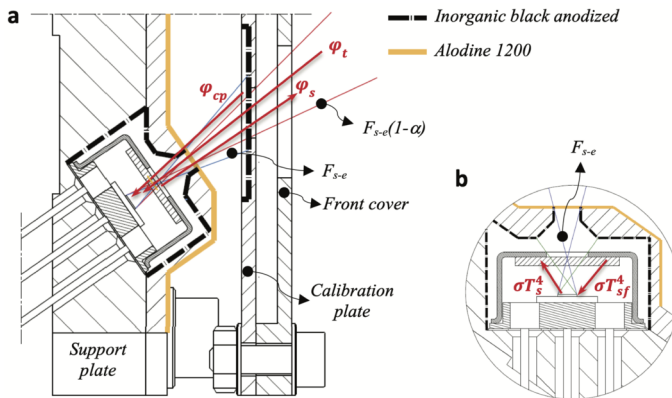 a
Inorganic black anodized
Alodine 1200
φt
φcp
φs
Fs-e(1-α)
Fs-e
Front cover
Calibration
plate
Support
plate
b
Fs-e
σTs4
σTsf4